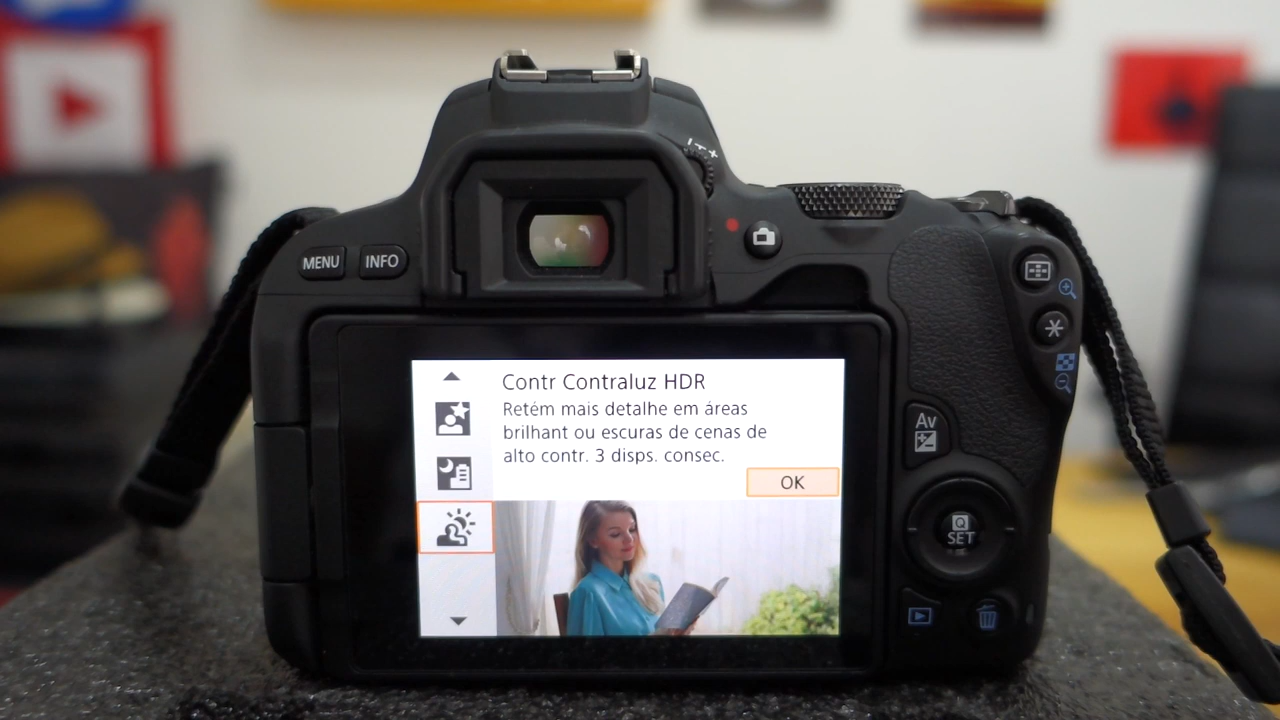 MENU
INFO
Contr Contraluz HDR
Retém mais detalhe em áreas
brilhant ou escuras de cenas de
alto contr. 3 disps. consec.
OK
Av
Q
SET